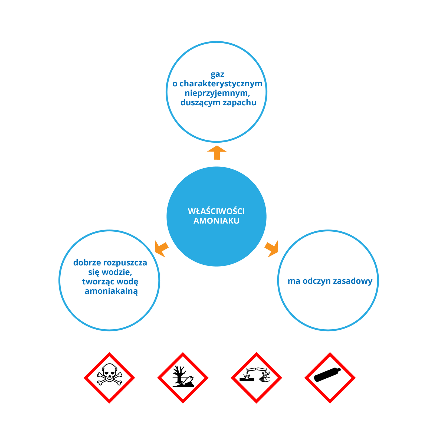 gaz
o charakterystycznym
nieprzyjemnym,
duszącym zapachu
WŁAŚCIWOŚCI
AMONIAKU
dobrze rozpuszcza
się wodzie,
tworząc wodę
amoniakalną
ma odczyn zasadowy